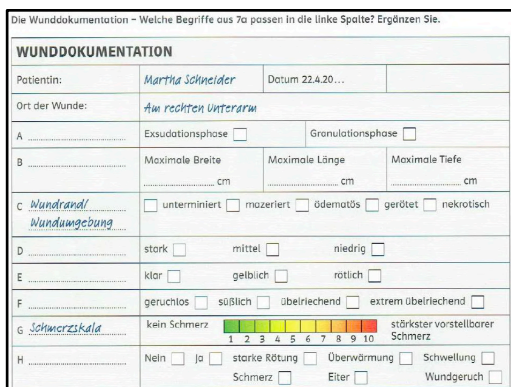 Die Wunddokumentation – Welche Begriffe aus 7a passen in die linke Spalte? Ergänzen Sie.
WUNDDOKUMENTATION
Patientin: Martha Schneider Datum 22.4.20...
Ort der Wunde: Am rechten Unterarm
A .................... Exsudationsphase Granulationsphase
B .................... Maximale Breite Maximale Länge Maximale Tiefe
.................... cm .................... cm .................... cm
C Wundrand/ unterminiert mazeriert ödematös gerötet nekrotisch
Wundumgebung
D .................... stark mittel niedrig
E .................... klar gelblich rötlich
F .................... geruchlos süßlich übelriechend extrem übelriechend
G Schmerzskala kein Schmerz 1 2 3 4 5 6 7 8 9 10 stärkster vorstellbarer
Schmerz
H .................... Nein Ja starke Rötung Überwärmung Schwellung
Schmerz Eiter Wundgeruch